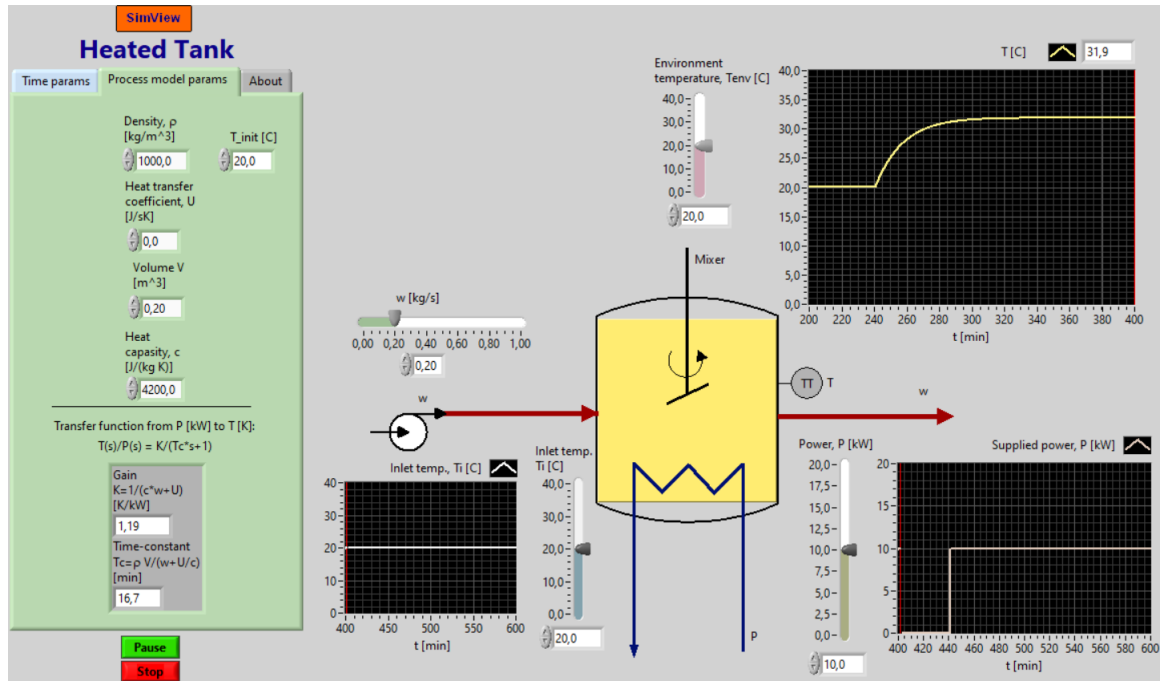 SimView
Heated Tank
Time params
Process model params
About
Density, ρ
[kg/m^3]
T_init [C]
1000,0
20,0
Heat transfer
coefficient, U
[J/sK]
0,0
Volume V
[m^3]
0,20
Heat
capasity, c
[J/(kg K)]
4200,0
Transfer function from P [kW] to T [K]:
T(s)/P(s) = K/(Tc*s+1)
Gain
K=1/(c*w+U)
[K/kW]
1,19
Time-constant
Tc=ρ V/(w+U/c)
[min]
16,7
Pause
Stop
Environment
temperature, Tenv [C]
40,0
30,0
20,0
10,0
0,0
20,0
T [C]
31,9
40,0
35,0
30,0
25,0
20,0
15,0
10,0
5,0
0,0
200 220 240 260 280 300 320 340 360 380 400
t [min]
Mixer
w [kg/s]
0,00 0,20 0,40 0,60 0,80 1,00
0,20
w
TT
T
w
Inlet temp., Ti [C]
40
30
20
10
0
400 450 500 550 600
t [min]
Inlet temp.
Ti [C]
40,0
30,0
20,0
10,0
0,0
20,0
P
Power, P [kW]
20,0
17,5
15,0
12,5
10,0
7,5
5,0
2,5
0,0
10,0
Supplied power, P [kW]
20
15
10
5
0
400 420 440 460 480 500 520 540 560 580 600
t [min]